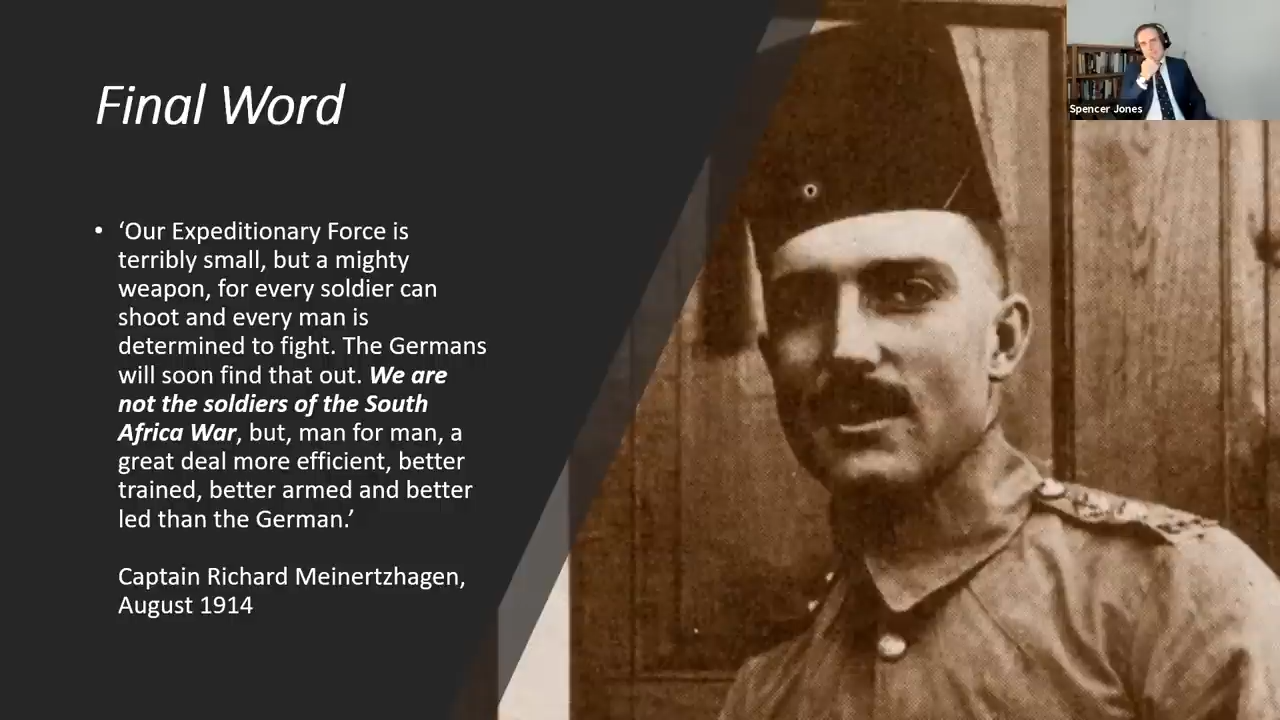 Final Word
Spencer Jones
• ‘Our Expeditionary Force is
terribly small, but a mighty
weapon, for every soldier can
shoot and every man is
determined to fight. The Germans
will soon find that out. We are
not the soldiers of the South
Africa War, but, man for man, a
great deal more efficient, better
trained, better armed and better
led than the German.’
Captain Richard Meinertzhagen,
August 1914